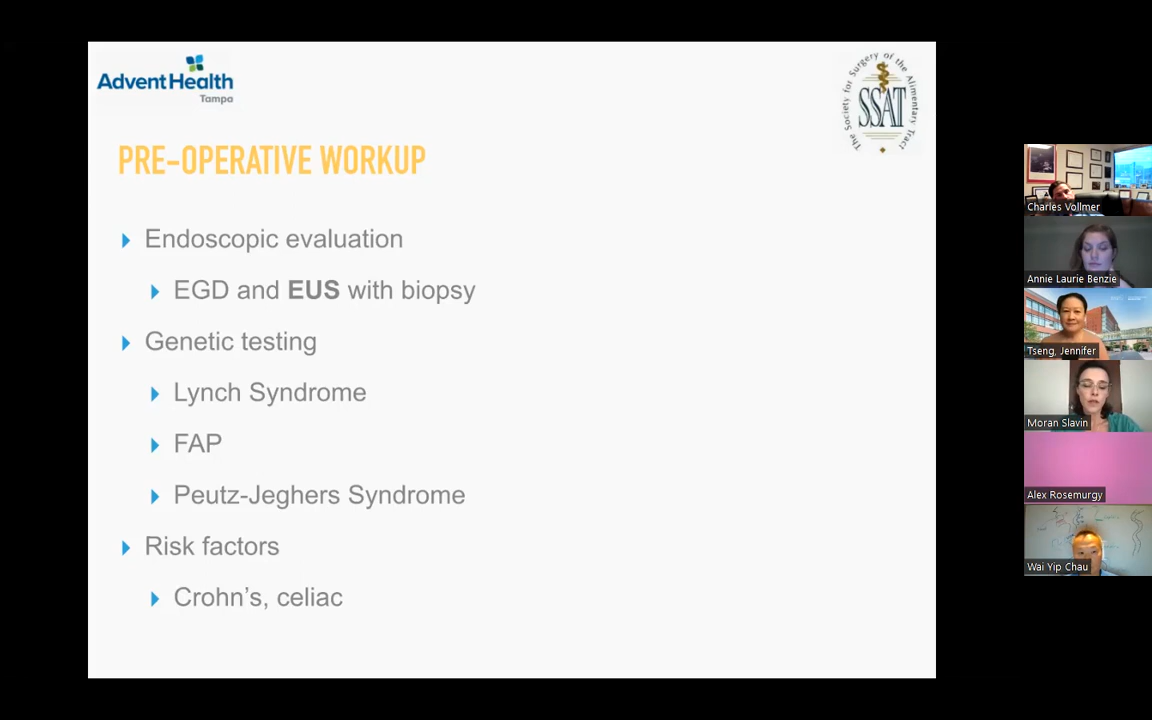 AdventHealth
Tampa
The Society for Surgery of the Alimentary Tract
SSAT
PRE-OPERATIVE WORKUP
Endoscopic evaluation
EGD and EUS with biopsy
Genetic testing
Lynch Syndrome
FAP
Peutz-Jeghers Syndrome
Risk factors
Crohn’s, celiac
Charles Vollmer
Annie Laurie Benzie
Tseng, Jennifer
Moran Slavin
Alex Rosemurgy
Wai Yip Chau